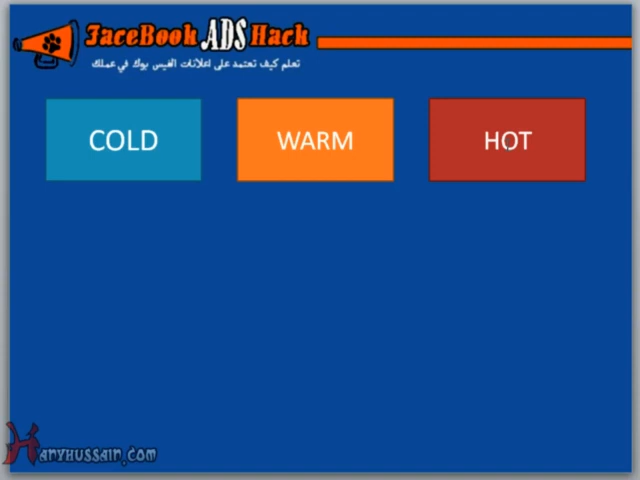 FaceBook ADS Hack
تعلم كيف تعتمد على اعلانات الفيس بوك في عملك
COLD
WARM
HOT
Hanyhussain.com